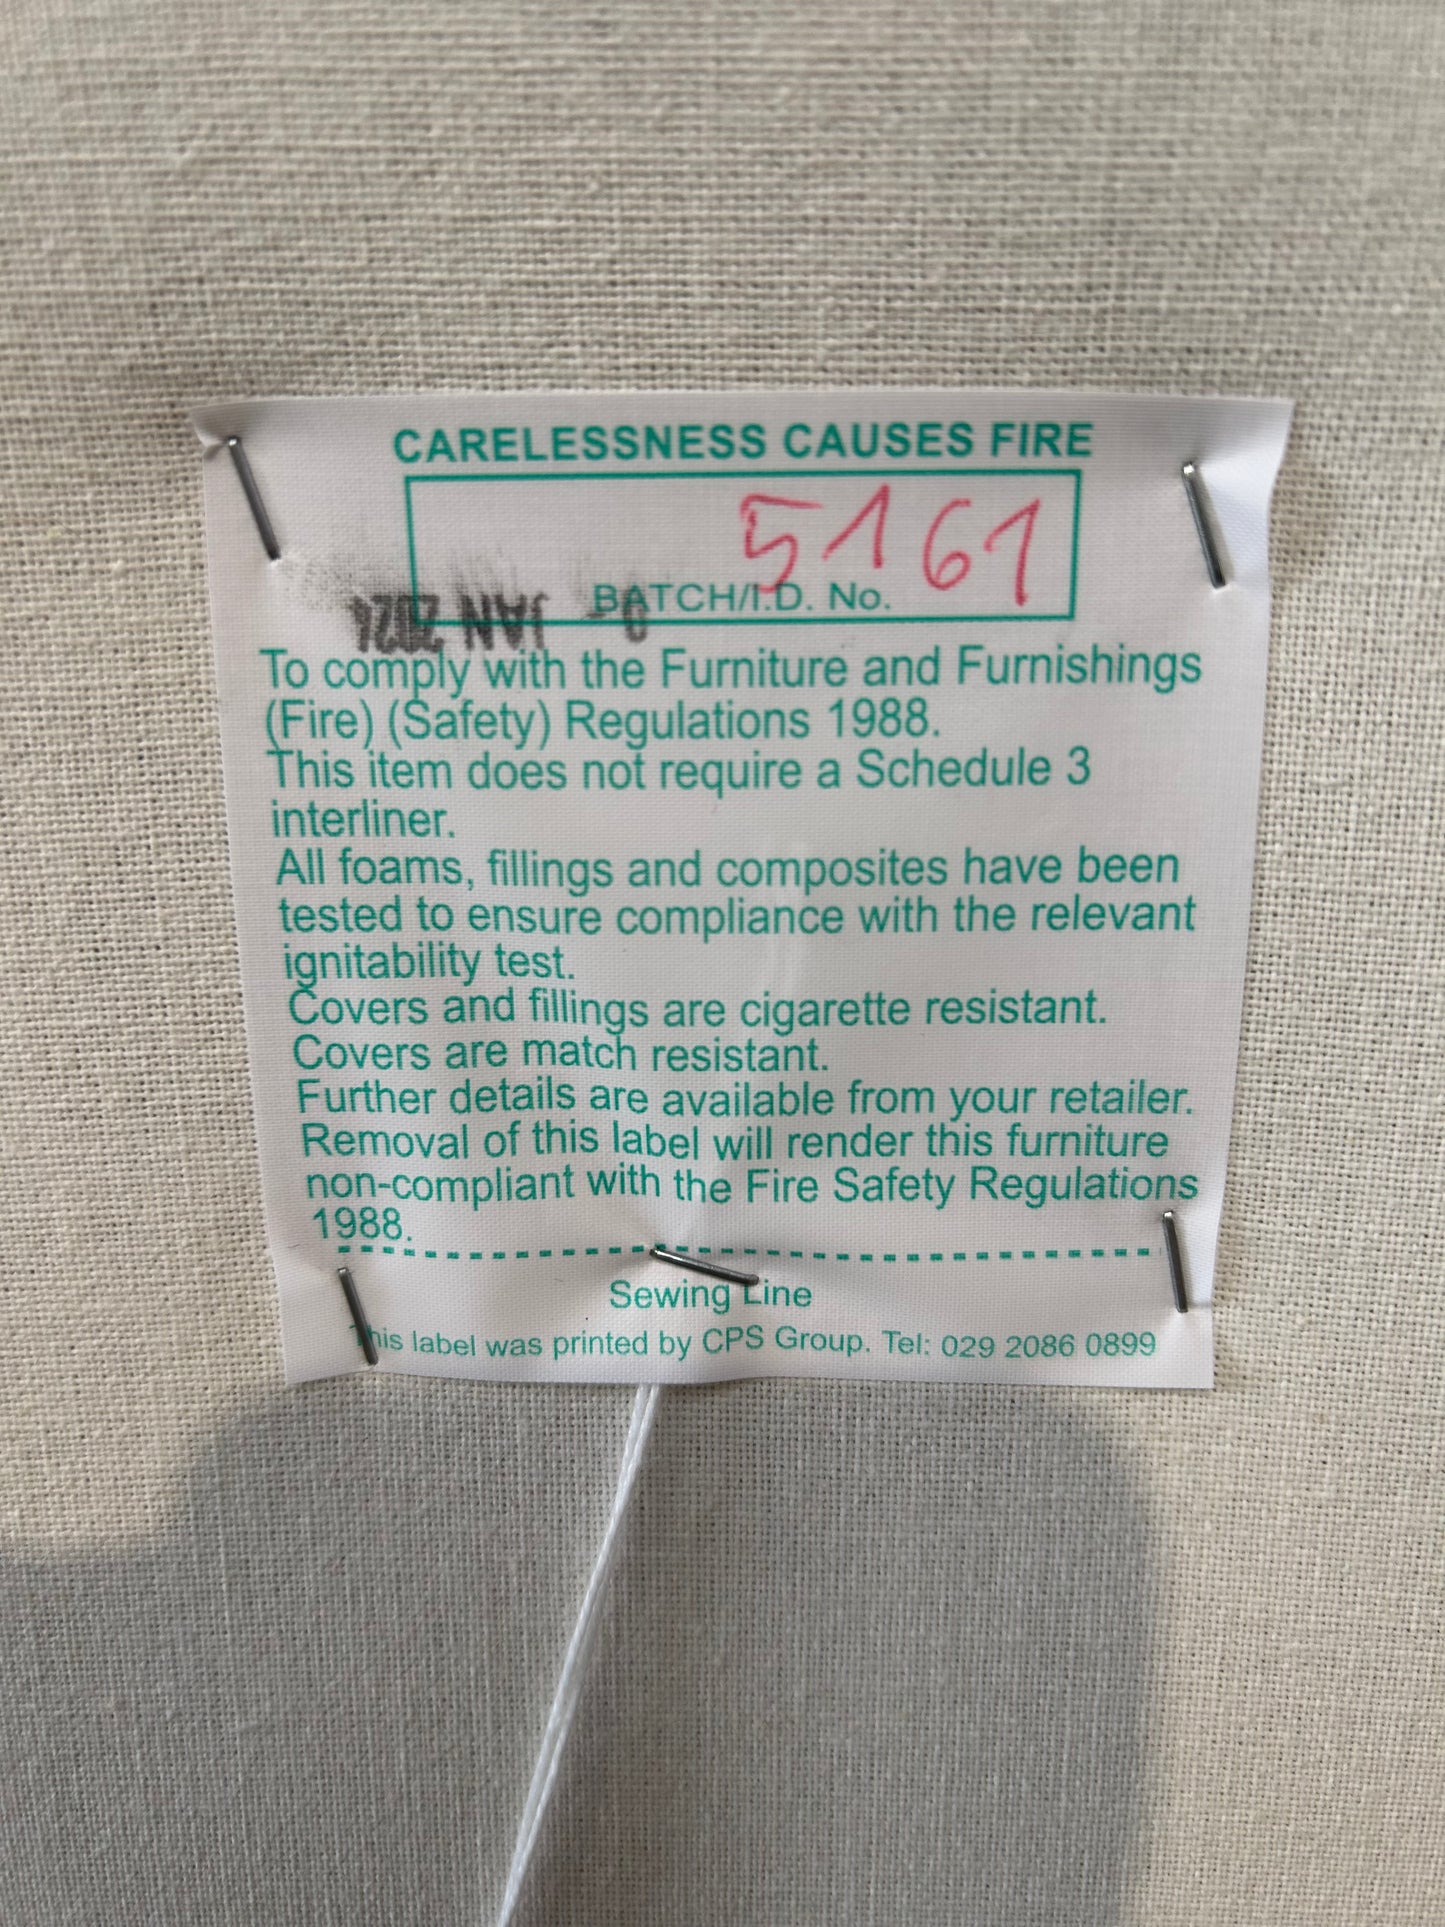 CARELESSNESS CAUSES FIRE
5161
BATCH/I.D. No.
JAN 2024
To comply with the Furniture and Furnishings
(Fire) (Safety) Regulations 1988.
This item does not require a Schedule 3
interliner.
All foams, fillings and composites have been
tested to ensure compliance with the relevant
ignitability test.
Covers and fillings are cigarette resistant.
Covers are match resistant.
Further details are available from your retailer.
Removal of this label will render this furniture
non-compliant with the Fire Safety Regulations
1988.
Sewing Line
This label was printed by CPS Group. Tel: 029 2086 0899